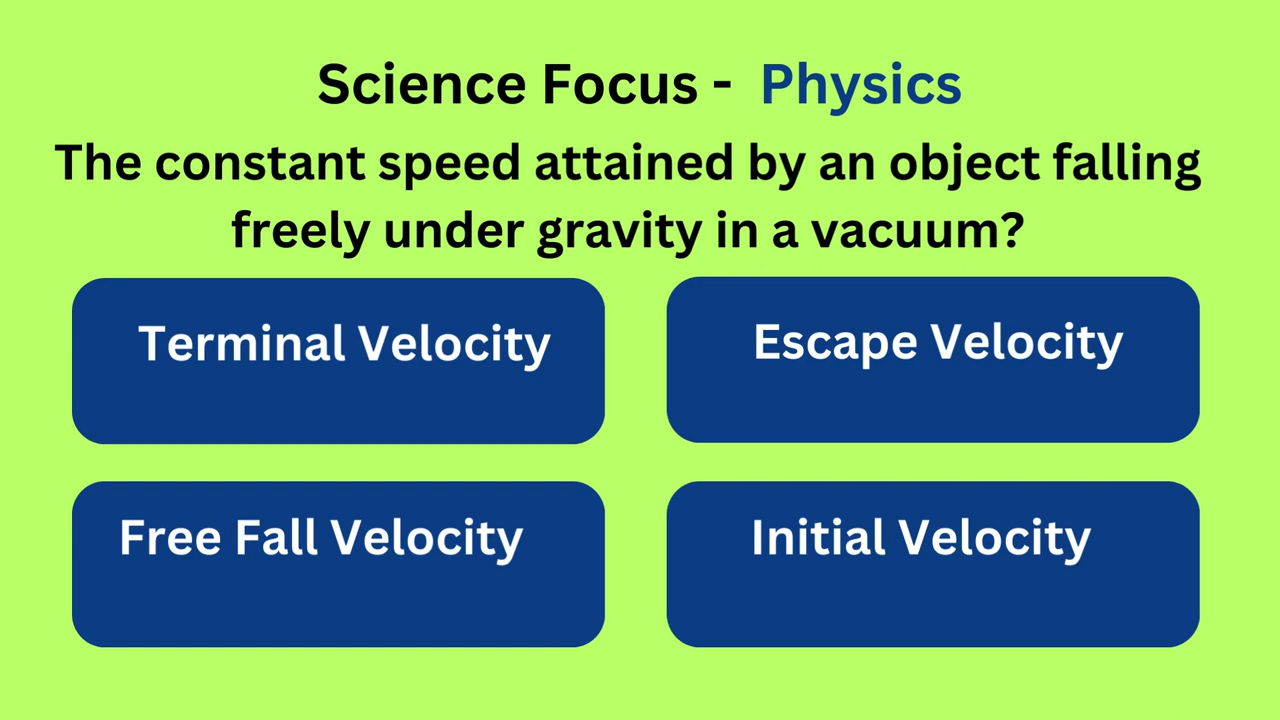 Science Focus - Physics
The constant speed attained by an object falling
freely under gravity in a vacuum?
Terminal Velocity
Escape Velocity
Free Fall Velocity
Initial Velocity